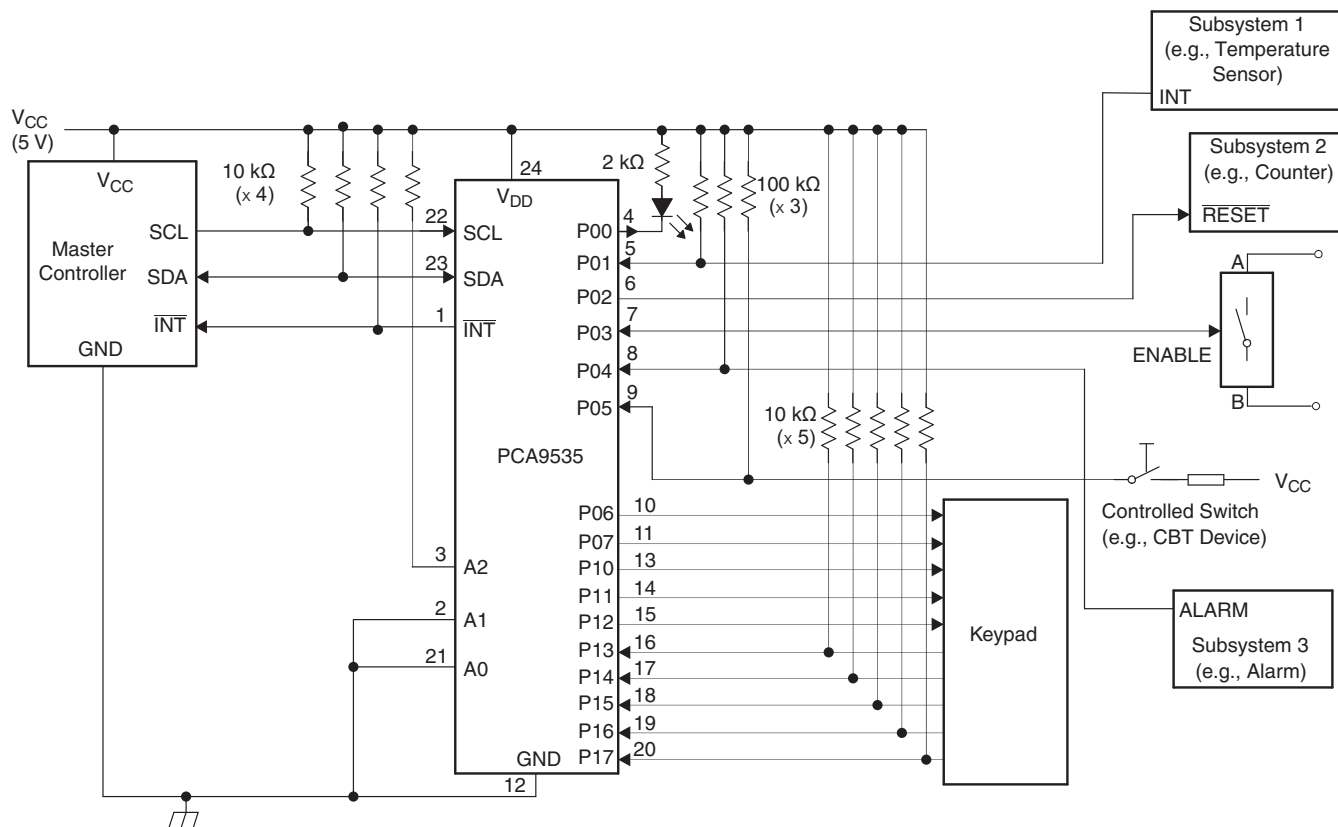 Subsystem 1
(e.g., Temperature
Sensor)
INT
VCC
(5 V)
VCC
10 kΩ
(x 4)
24
VDD
2 kΩ
100 kΩ
(x 3)
Subsystem 2
(e.g., Counter)
RESET
Master
Controller
SCL
SDA
INT
GND
22
SCL
23
SDA
1
INT
3
A2
2
A1
21
A0
PCA9535
GND
12
P00
4
P01
5
P02
6
P03
7
P04
8
P05
9
P06
10
P07
11
P10
13
P11
14
P12
15
P13
16
P14
17
P15
18
P16
19
P17
20
10 kΩ
(x 5)
Keypad
A
ENABLE
B
VCC
Controlled Switch
(e.g., CBT Device)
ALARM
Subsystem 3
(e.g., Alarm)